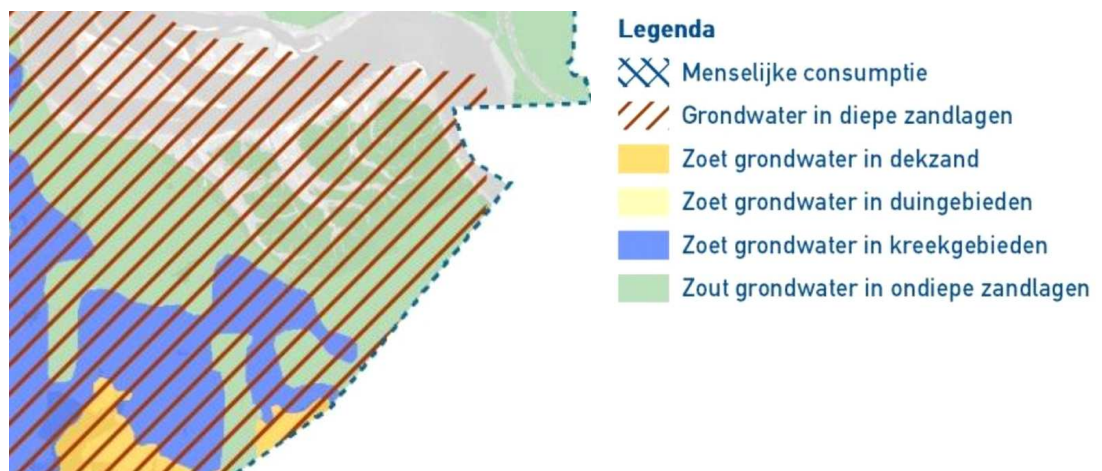 Legenda
Menselijke consumptie
Grondwater in diepe zandlagen
Zoet grondwater in dekzand
Zoet grondwater in duingebieden
Zoet grondwater in kreekgebieden
Zout grondwater in ondiepe zandlagen